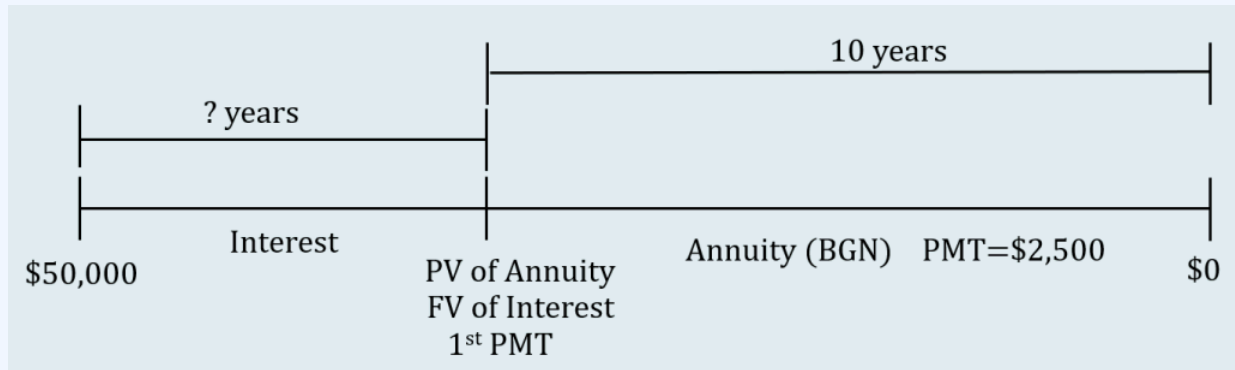 10 years
? years
Interest
$50,000
PV of Annuity
FV of Interest
1st PMT
Annuity (BGN) PMT=$2,500
$0